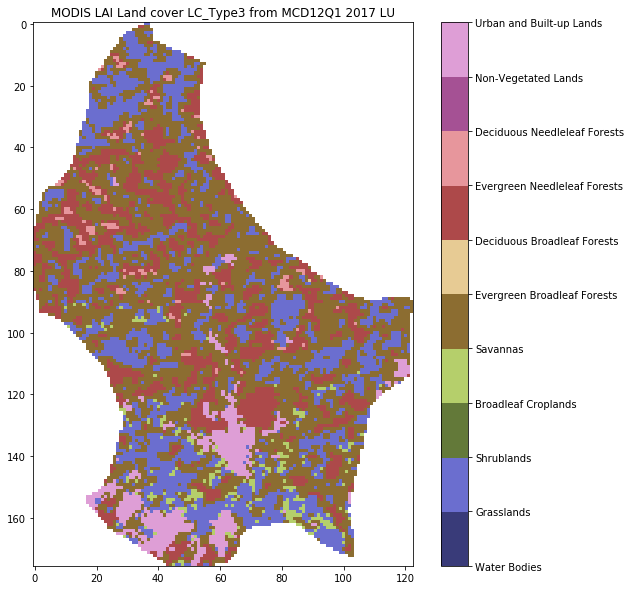 MODIS LAI Land cover LC_Type3 from MCD12Q1 2017 LU
0
20
40
60
80
100
120
140
160
0 20 40 60 80 100 120
Urban and Built-up Lands
Non-Vegetated Lands
Deciduous Needleleaf Forests
Evergreen Needleleaf Forests
Deciduous Broadleaf Forests
Evergreen Broadleaf Forests
Savannas
Broadleaf Croplands
Shrublands
Grasslands
Water Bodies